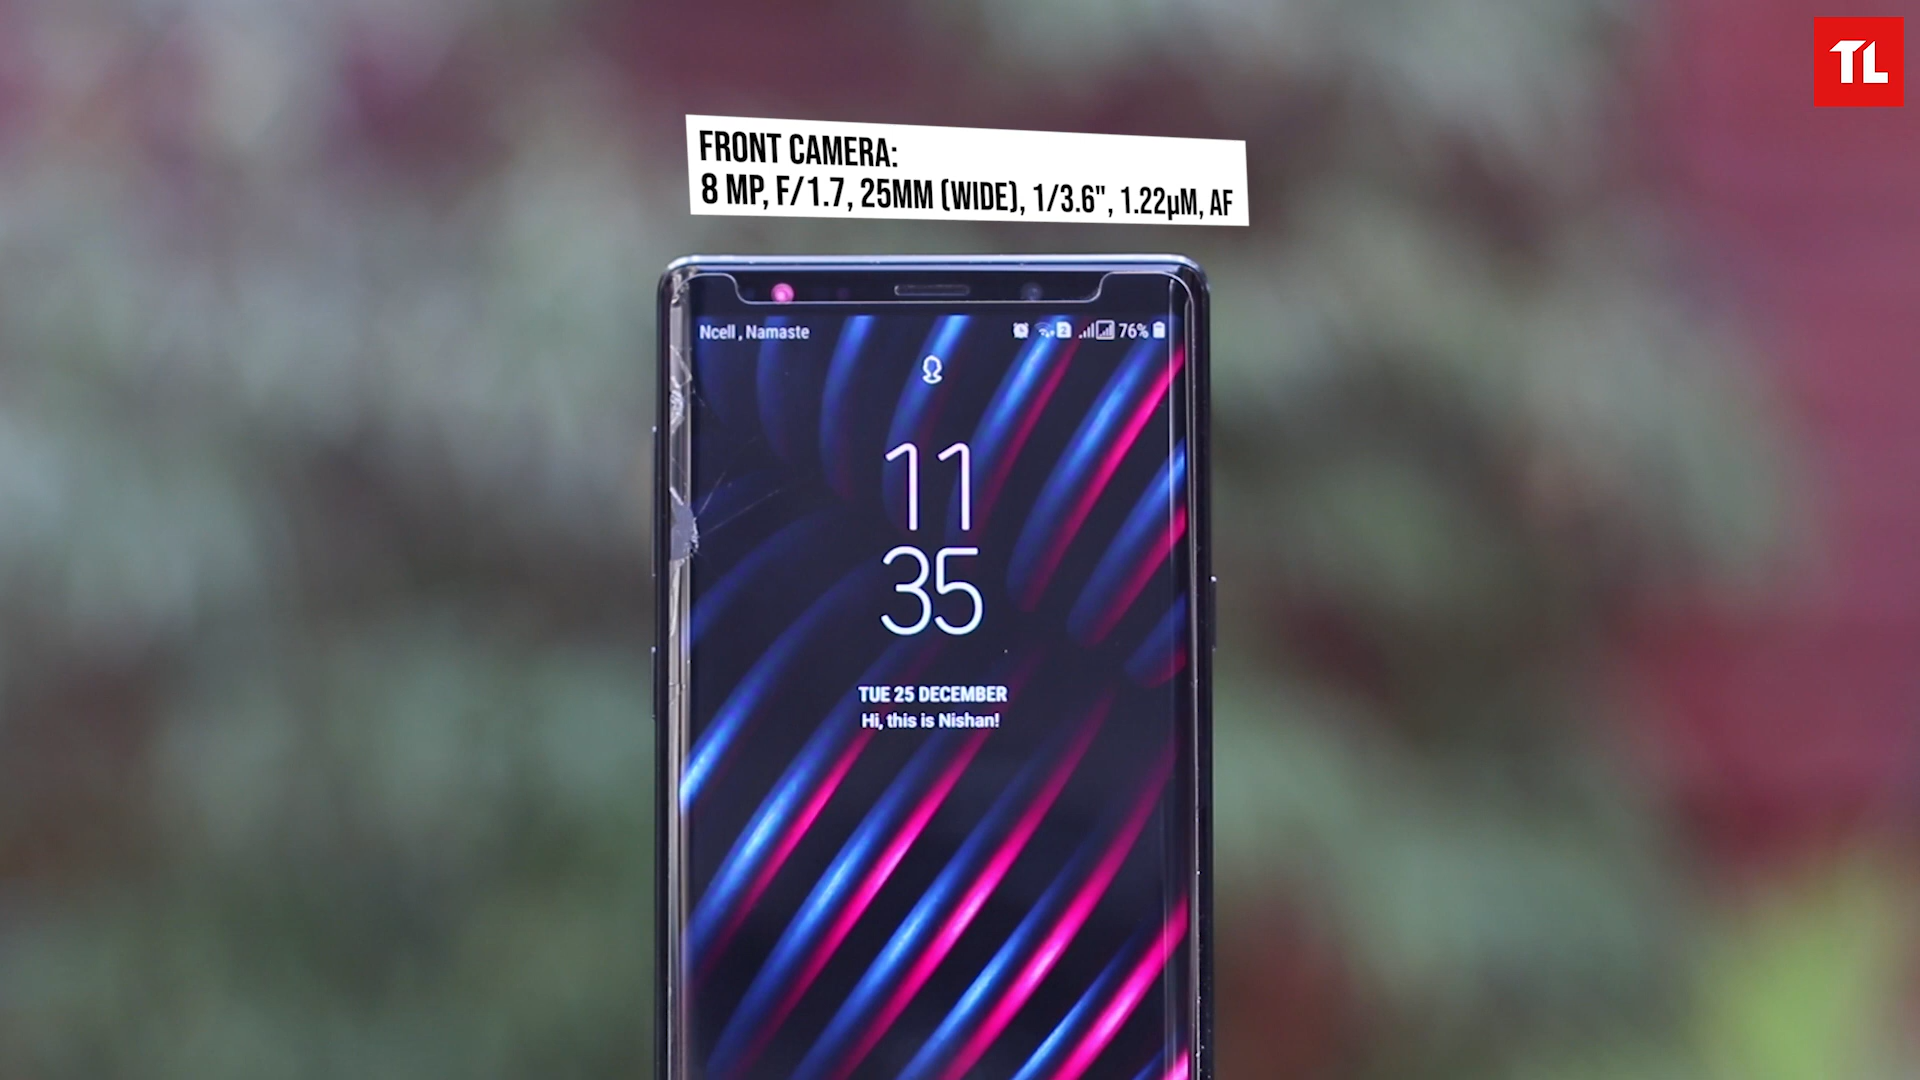 TL
FRONT CAMERA:
8 MP, F/1.7, 25MM (WIDE), 1/3.6", 1.22µM, AF
Ncell , Namaste
2
76%
11
35
TUE 25 DECEMBER
Hi, this is Nishan!